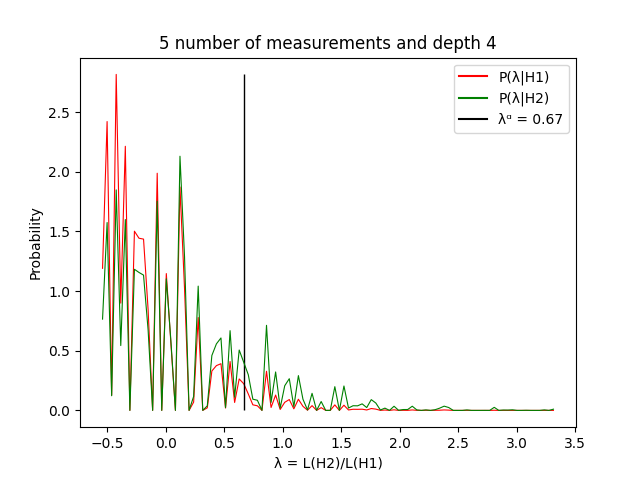 5 number of measurements and depth 4
P(λ|H1)
P(λ|H2)
λᵅ = 0.67
Probability
2.5
2.0
1.5
1.0
0.5
0.0
−0.5 0.0 0.5 1.0 1.5 2.0 2.5 3.0 3.5
λ = L(H2)/L(H1)